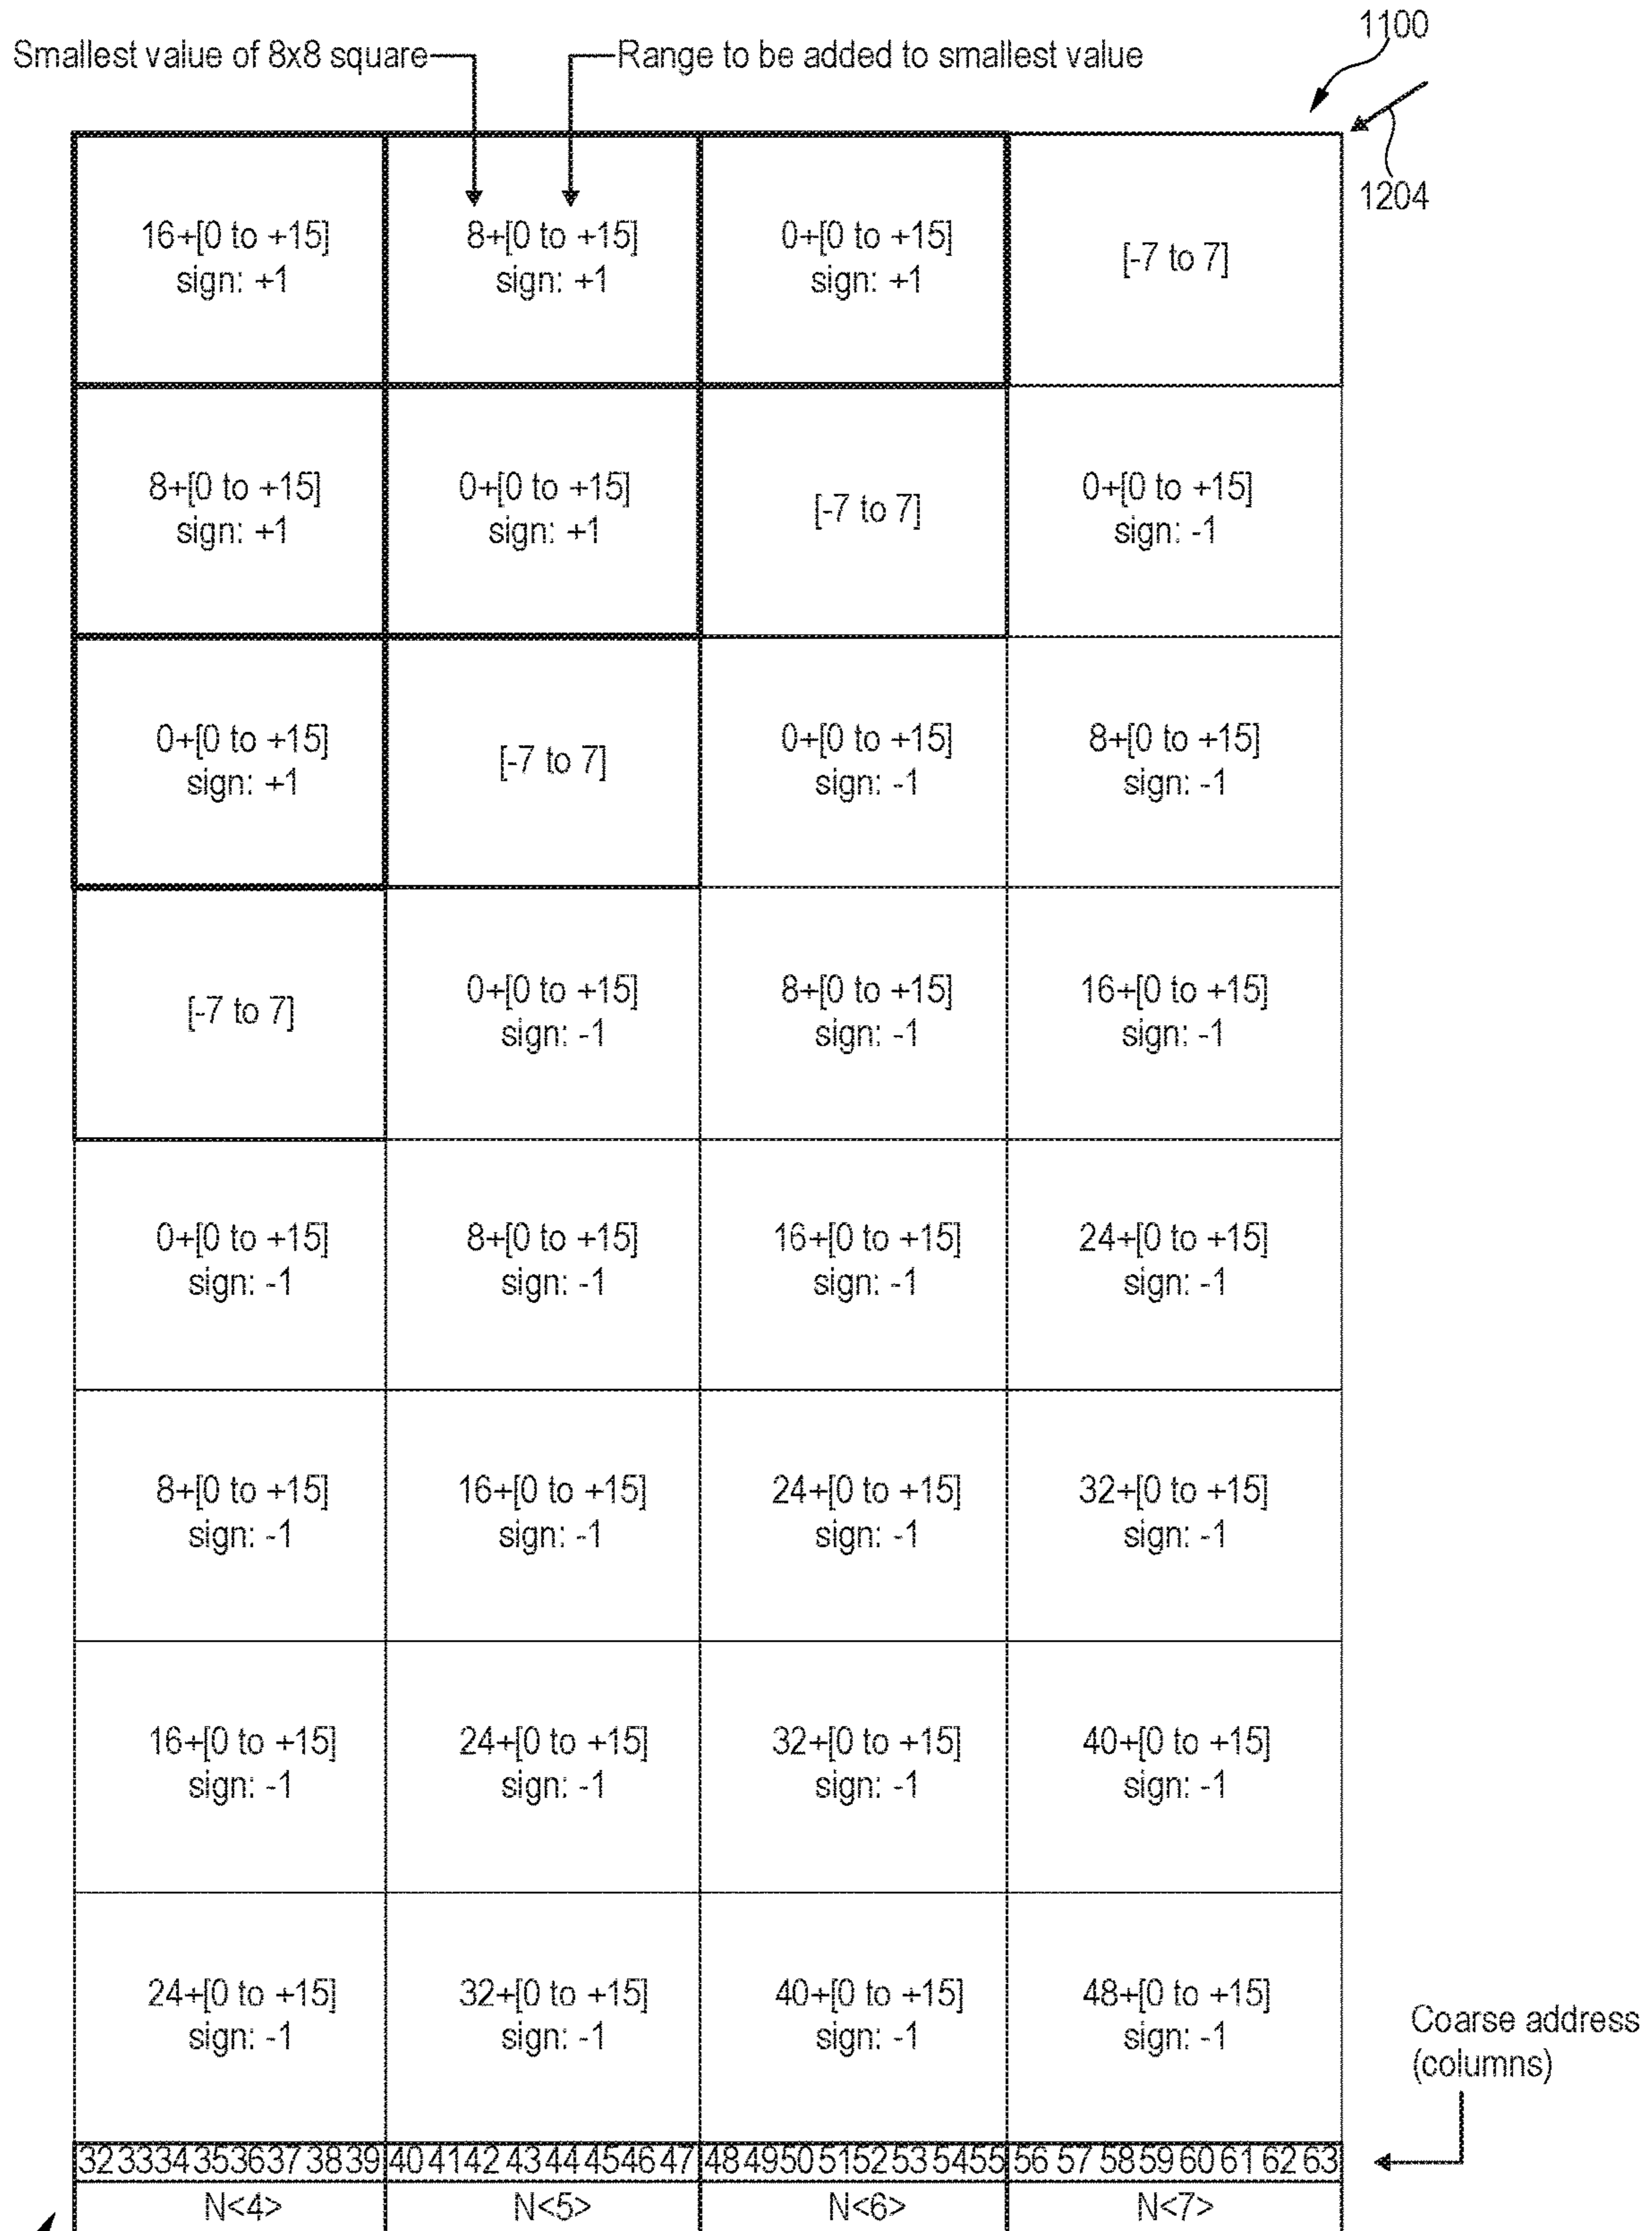 1100
Smallest value of 8x8 square
Range to be added to smallest value
1204
16+[0 to +15]
sign: +1
8+[0 to +15]
sign: +1
0+[0 to +15]
sign: +1
[-7 to 7]
8+[0 to +15]
sign: +1
0+[0 to +15]
sign: +1
[-7 to 7]
0+[0 to +15]
sign: -1
0+[0 to +15]
sign: +1
[-7 to 7]
0+[0 to +15]
sign: -1
8+[0 to +15]
sign: -1
[-7 to 7]
0+[0 to +15]
sign: -1
8+[0 to +15]
sign: -1
16+[0 to +15]
sign: -1
0+[0 to +15]
sign: -1
8+[0 to +15]
sign: -1
16+[0 to +15]
sign: -1
24+[0 to +15]
sign: -1
8+[0 to +15]
sign: -1
16+[0 to +15]
sign: -1
24+[0 to +15]
sign: -1
32+[0 to +15]
sign: -1
16+[0 to +15]
sign: -1
24+[0 to +15]
sign: -1
32+[0 to +15]
sign: -1
40+[0 to +15]
sign: -1
24+[0 to +15]
sign: -1
32+[0 to +15]
sign: -1
40+[0 to +15]
sign: -1
48+[0 to +15]
sign: -1
Coarse address
(columns)
32 33 34 35 36 37 38 39 40 41 42 43 44 45 46 47 48 49 50 51 52 53 54 55 56 57 58 59 60 61 62 63
N<4> N<5> N<6> N<7>